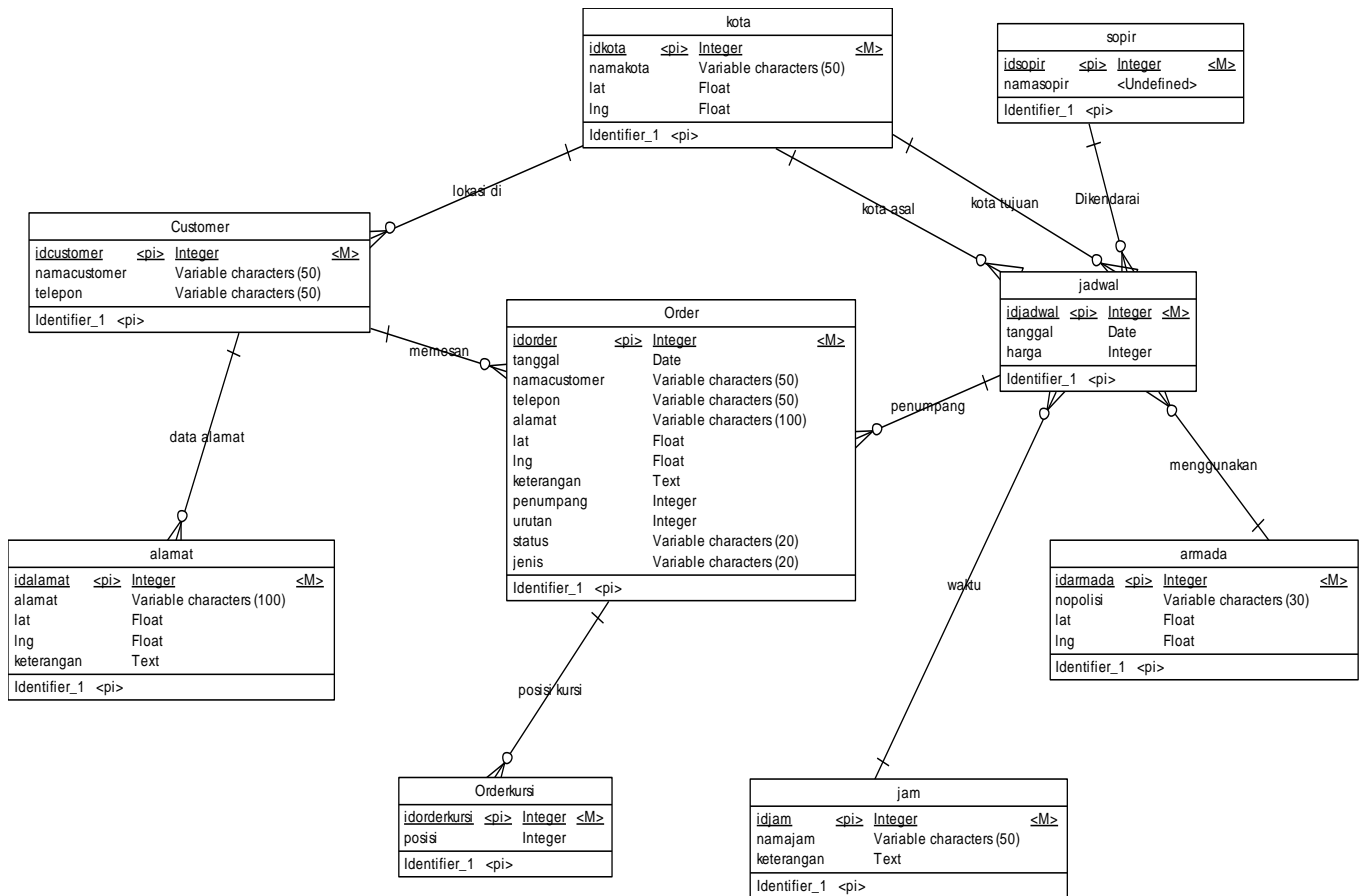 kota
idkota <pi> Integer <M>
namakota Variable characters (50)
lat Float
lng Float
Identifier_1 <pi>
sopir
idsopir <pi> Integer <M>
namasopir <Undefined>
Identifier_1 <pi>
lokasi di
kota asal
kota tujuan
Dikendarai
Customer
idcustomer <pi> Integer <M>
namacustomer Variable characters (50)
telepon Variable characters (50)
Identifier_1 <pi>
memesan
Order
idorder <pi> Integer <M>
tanggal Date
namacustomer Variable characters (50)
telepon Variable characters (50)
alamat Variable characters (100)
lat Float
lng Float
keterangan Text
penumpang Integer
urutan Integer
status Variable characters (20)
jenis Variable characters (20)
Identifier_1 <pi>
jadwal
idjadwal <pi> Integer <M>
tanggal Date
harga Integer
Identifier_1 <pi>
penumpang
data alamat
menggunakan
waktu
alamat
idalamat <pi> Integer <M>
alamat Variable characters (100)
lat Float
lng Float
keterangan Text
Identifier_1 <pi>
armada
idarmada <pi> Integer <M>
nopolisi Variable characters (30)
lat Float
lng Float
Identifier_1 <pi>
posisi kursi
Orderkursi
idorderkursi <pi> Integer <M>
posisi Integer
Identifier_1 <pi>
jam
idjam <pi> Integer <M>
namajam Variable characters (50)
keterangan Text
Identifier_1 <pi>